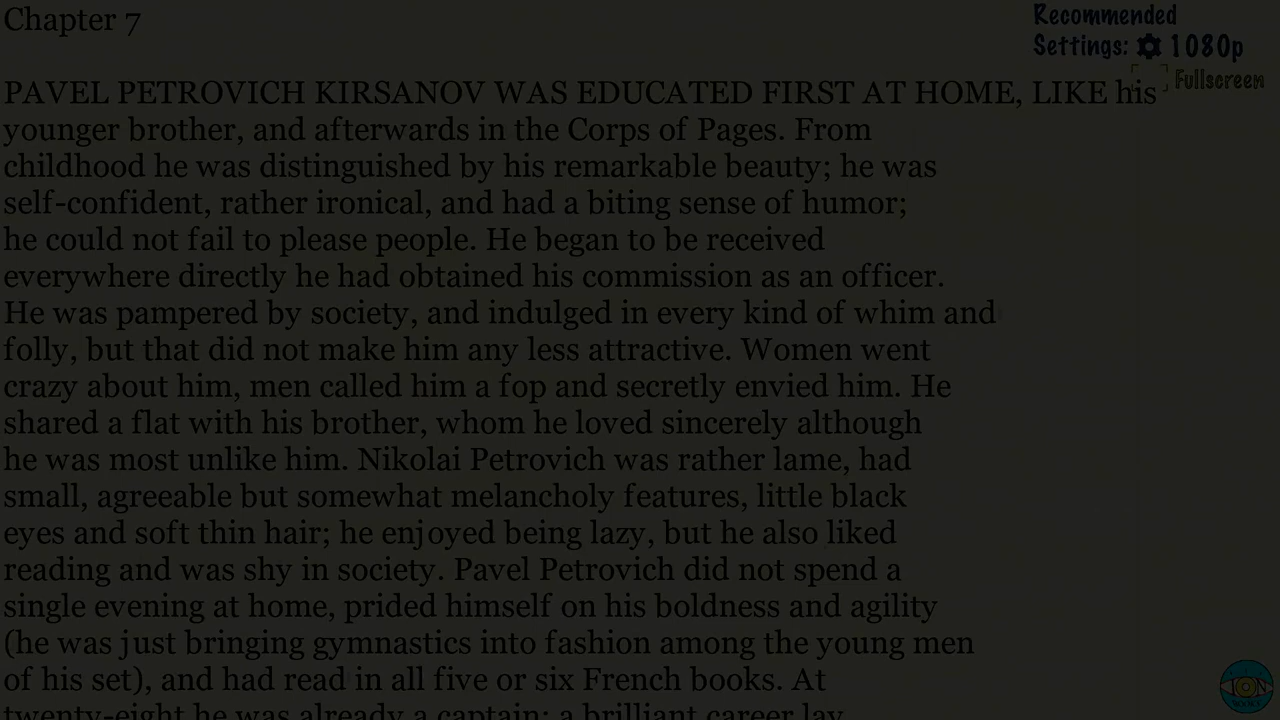 Chapter 7
Recommended
Settings: 1080p
Fullscreen
PAVEL PETROVICH KIRSANOV WAS EDUCATED FIRST AT HOME, LIKE his
younger brother, and afterwards in the Corps of Pages. From
childhood he was distinguished by his remarkable beauty; he was
self-confident, rather ironical, and had a biting sense of humor;
he could not fail to please people. He began to be received
everywhere directly he had obtained his commission as an officer.
He was pampered by society, and indulged in every kind of whim and
folly, but that did not make him any less attractive. Women went
crazy about him, men called him a fop and secretly envied him. He
shared a flat with his brother, whom he loved sincerely although
he was most unlike him. Nikolai Petrovich was rather lame, had
small, agreeable but somewhat melancholy features, little black
eyes and soft thin hair; he enjoyed being lazy, but he also liked
reading and was shy in society. Pavel Petrovich did not spend a
single evening at home, prided himself on his boldness and agility
(he was just bringing gymnastics into fashion among the young men
of his set), and had read in all five or six French books. At
twenty-eight he was already a captain; a brilliant career lay